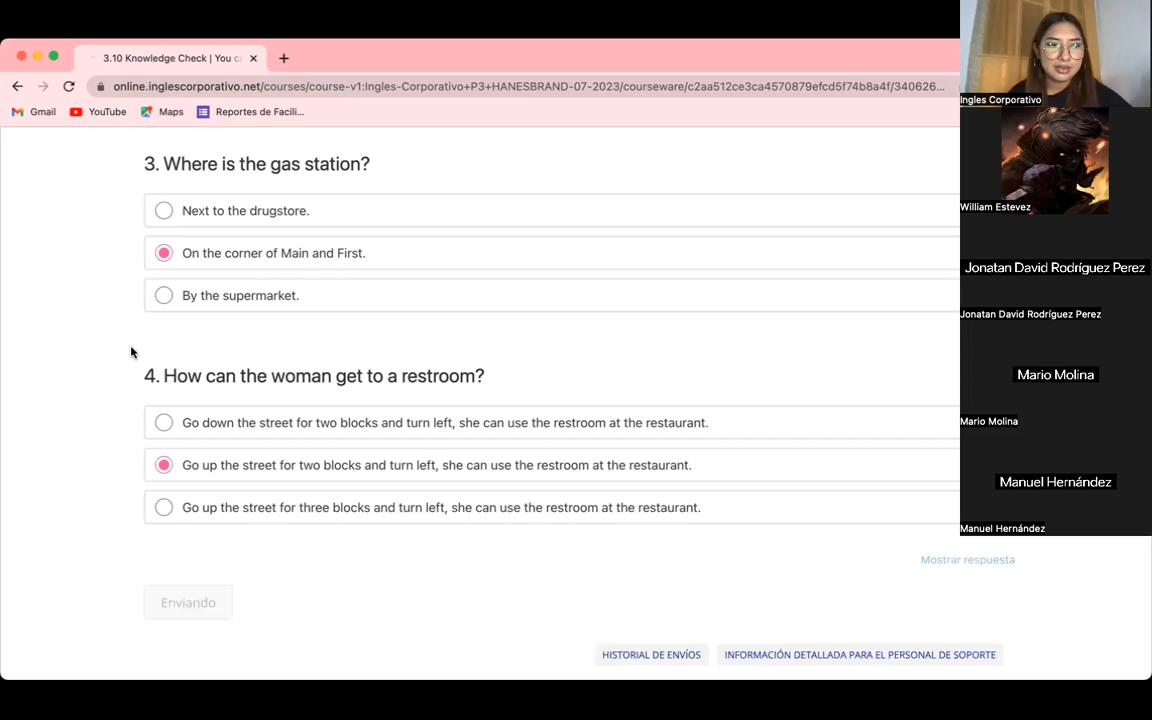 3.10 Knowledge Check | You c
online.inglescorporativo.net/courses/course-v1:Ingles-Corporativo+P3+HANESBRAND-07-2023/courseware/c2aa512ce3ca4570879efcd5f74b8a4f/340626...
Gmail YouTube Maps Reportes de Facili...
3. Where is the gas station?
Next to the drugstore.
On the corner of Main and First.
By the supermarket.
4. How can the woman get to a restroom?
Go down the street for two blocks and turn left, she can use the restroom at the restaurant.
Go up the street for two blocks and turn left, she can use the restroom at the restaurant.
Go up the street for three blocks and turn left, she can use the restroom at the restaurant.
Mostrar respuesta
Enviando
HISTORIAL DE ENVÍOS INFORMACIÓN DETALLADA PARA EL PERSONAL DE SOPORTE
Ingles Corporativo
William Estevez
Jonatan David Rodríguez Perez
Jonatan David Rodríguez Perez
Mario Molina
Mario Molina
Manuel Hernández
Manuel Hernández